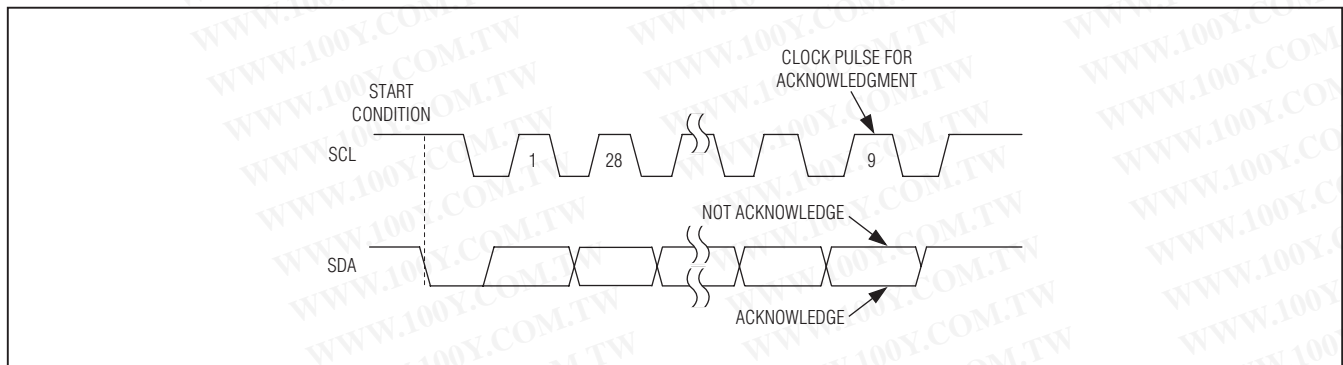 CLOCK PULSE FOR
ACKNOWLEDGMENT
START
CONDITION
SCL
1
28
9
NOT ACKNOWLEDGE
SDA
ACKNOWLEDGE
WWW.100Y.COM.TW